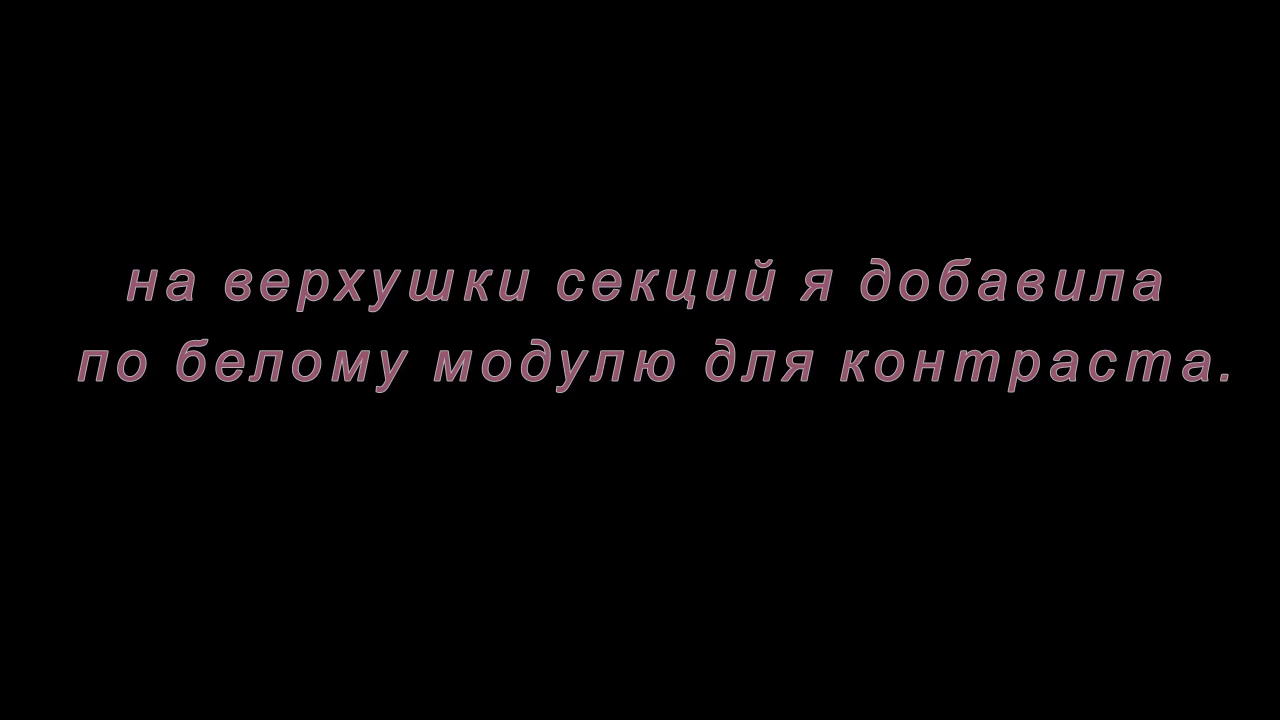 на верхушки секций я добавила
по белому модулю для контраста.